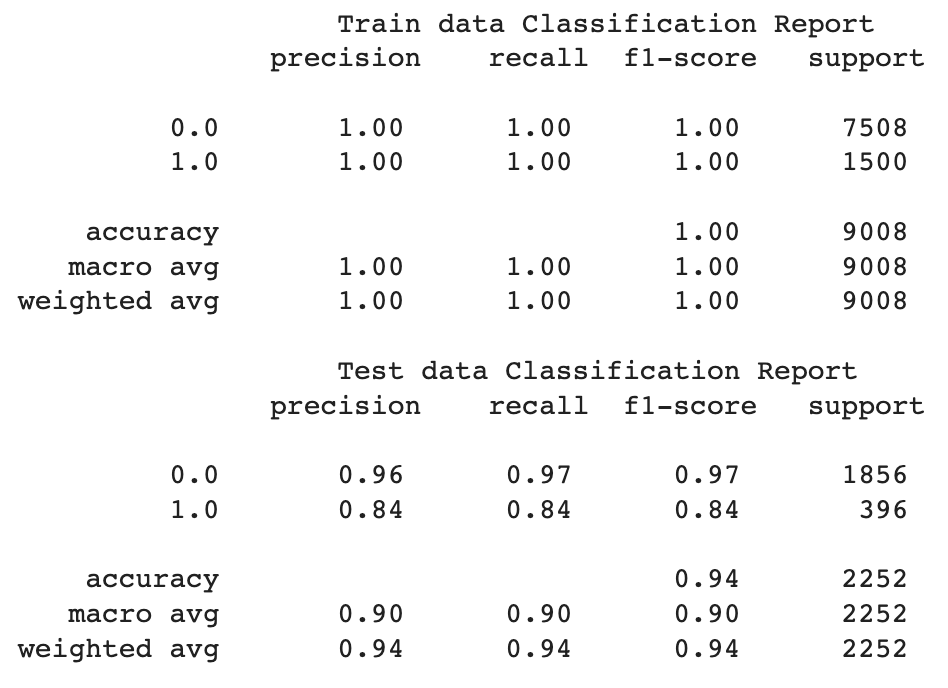 Train data Classification Report
precision recall f1-score support
0.0 1.00 1.00 1.00 7508
1.0 1.00 1.00 1.00 1500
accuracy 1.00 9008
macro avg 1.00 1.00 1.00 9008
weighted avg 1.00 1.00 1.00 9008
Test data Classification Report
precision recall f1-score support
0.0 0.96 0.97 0.97 1856
1.0 0.84 0.84 0.84 396
accuracy 0.94 2252
macro avg 0.90 0.90 0.90 2252
weighted avg 0.94 0.94 0.94 2252